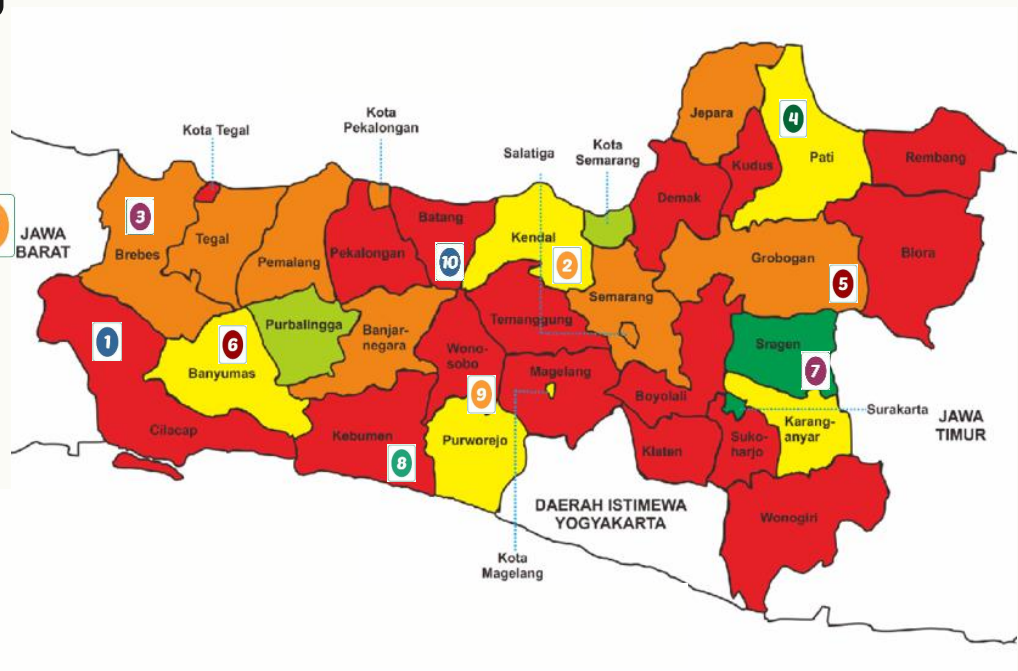 Kota Tegal
Kota
Pekalongan
Salatiga
Kota
Semarang
Jepara
4
Pati
Kudus
Rembang
Demak
3
JAWA
BARAT
Brebes
Tegal
Pemalang
Pekalongan
Batang
10
Kendal
2
Semarang
Grobogan
5
Blora
1
6
Banyumas
Purbalingga
Banjar-
negara
Wono-
sobo
9
Temanggung
Magelang
Boyolali
Sragen
7
Surakarta
Karang-
anyar
JAWA
TIMUR
Cilacap
Kebumen
8
Purworejo
Klaten
Suko-
harjo
DAERAH ISTIMEWA
YOGYAKARTA
Wonogiri
Kota
Magelang